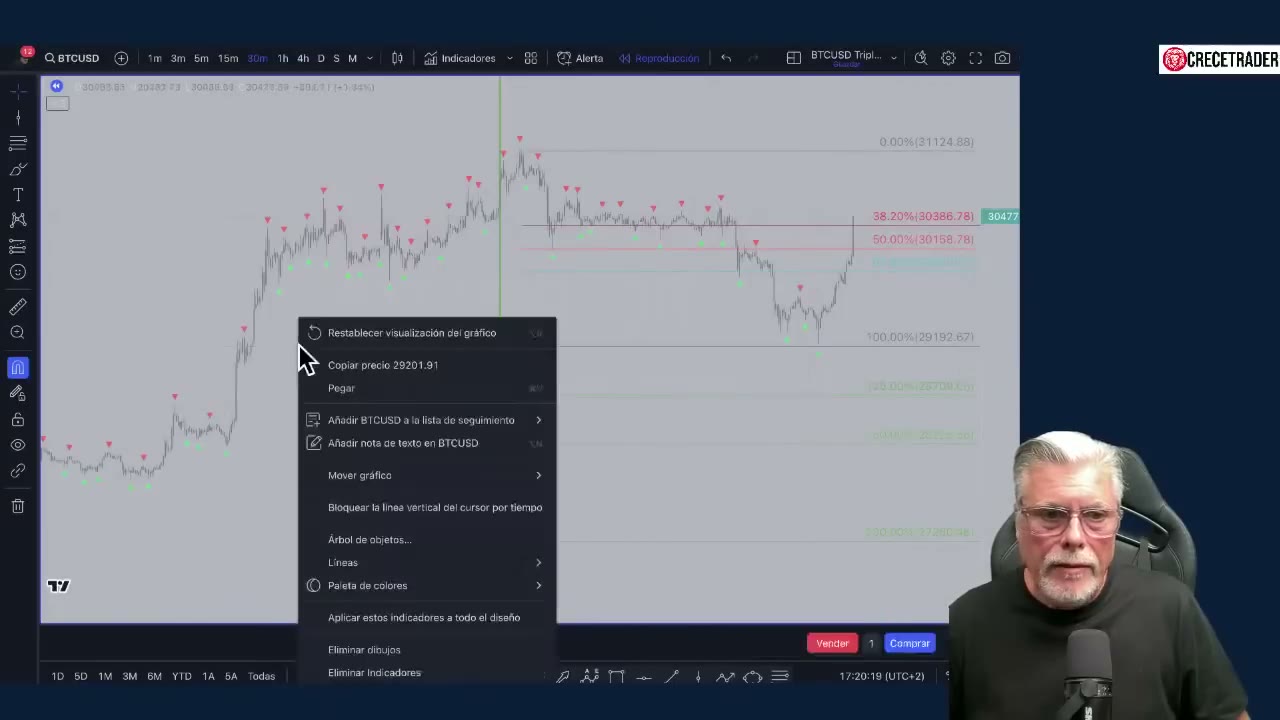 12
BTCUSD
1m 3m 5m 15m 30m 1h 4h D S M
Indicadores
Alerta
Reproducción
BTCUSD Tripl...
Guardar
CRECETRADER
0.00%(31124.88)
38.20%(30386.78)
30477
50.00%(30158.78)
100.00%(29192.67)
Restablecer visualización del gráfico
Copiar precio 29201.91
Pegar
Añadir BTCUSD a la lista de seguimiento
Añadir nota de texto en BTCUSD
Mover gráfico
Bloquear la línea vertical del cursor por tiempo
Árbol de objetos...
Líneas
Paleta de colores
Aplicar estos indicadores a todo el diseño
Eliminar dibujos
Eliminar Indicadores
Vender 1 Comprar
1D 5D 1M 3M 6M YTD 1A 5A Todas
17:20:19 (UTC+2)